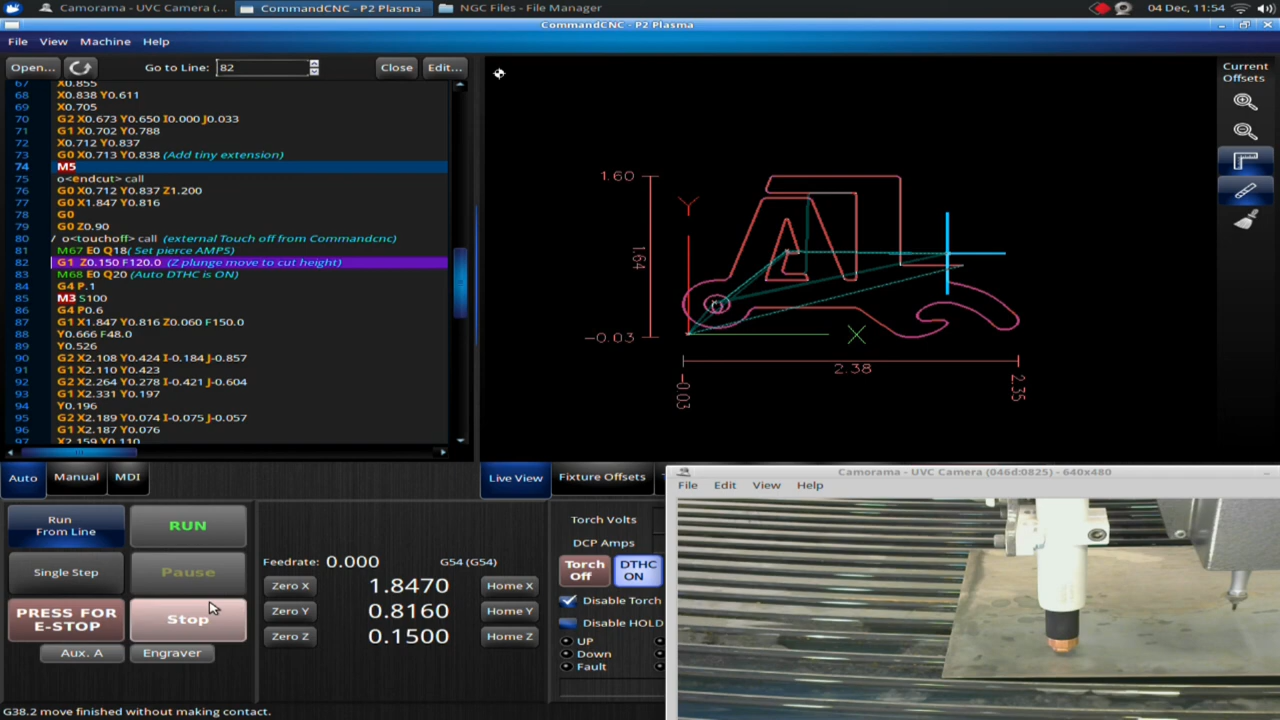 Camorama - UVC Camera (...
CommandCNC - P2 Plasma
NGC Files - File Manager
04 Dec, 11:54
CommandCNC - P2 Plasma
File View Machine Help
Open... Go to Line: 82 Close Edit...
Current
Offsets
67 X0.855
68 X0.838 Y0.611
69 X0.705
70 G2 X0.673 Y0.650 I0.000 J0.033
71 G1 X0.702 Y0.788
72 X0.712 Y0.837
73 G0 X0.713 Y0.838 (Add tiny extension)
74 M5
75 o<endcut> call
76 G0 X0.712 Y0.837 Z1.200
77 G0 X1.847 Y0.816
78 G0
79 G0 Z0.90
80 / o<touchoff> call (external Touch off from Commandcnc)
81 M67 E0 Q18( Set pierce AMPS)
82 G1 Z0.150 F120.0 (Z plunge move to cut height)
83 M68 E0 Q20 (Auto DTHC is ON)
84 G4 P.1
85 M3 S100
86 G4 P0.6
87 G1 X1.847 Y0.816 Z0.060 F150.0
88 Y0.666 F48.0
89 Y0.526
90 G2 X2.108 Y0.424 I-0.184 J-0.857
91 G1 X2.110 Y0.423
92 G2 X2.264 Y0.278 I-0.421 J-0.604
93 G1 X2.331 Y0.197
94 Y0.196
95 G2 X2.189 Y0.074 I-0.075 J-0.057
96 G1 X2.187 Y0.076
97 X2.159 Y0.110
1.60
Y
1.64
-0.03
X
2.38
-0.03
2.35
Auto Manual MDI
Live View Fixture Offsets
Run
From Line
RUN
Single Step
Pause
PRESS FOR
E-STOP
Stop
Aux. A Engraver
Feedrate: 0.000 G54 (G54)
Zero X 1.8470 Home X
Zero Y 0.8160 Home Y
Zero Z 0.1500 Home Z
Torch Volts
DCP Amps
Torch
Off
DTHC
ON
Disable Torch
Disable HOLD
UP
Down
Fault
Camorama - UVC Camera (046d:0825) - 640x480
File Edit View Help
G38.2 move finished without making contact.